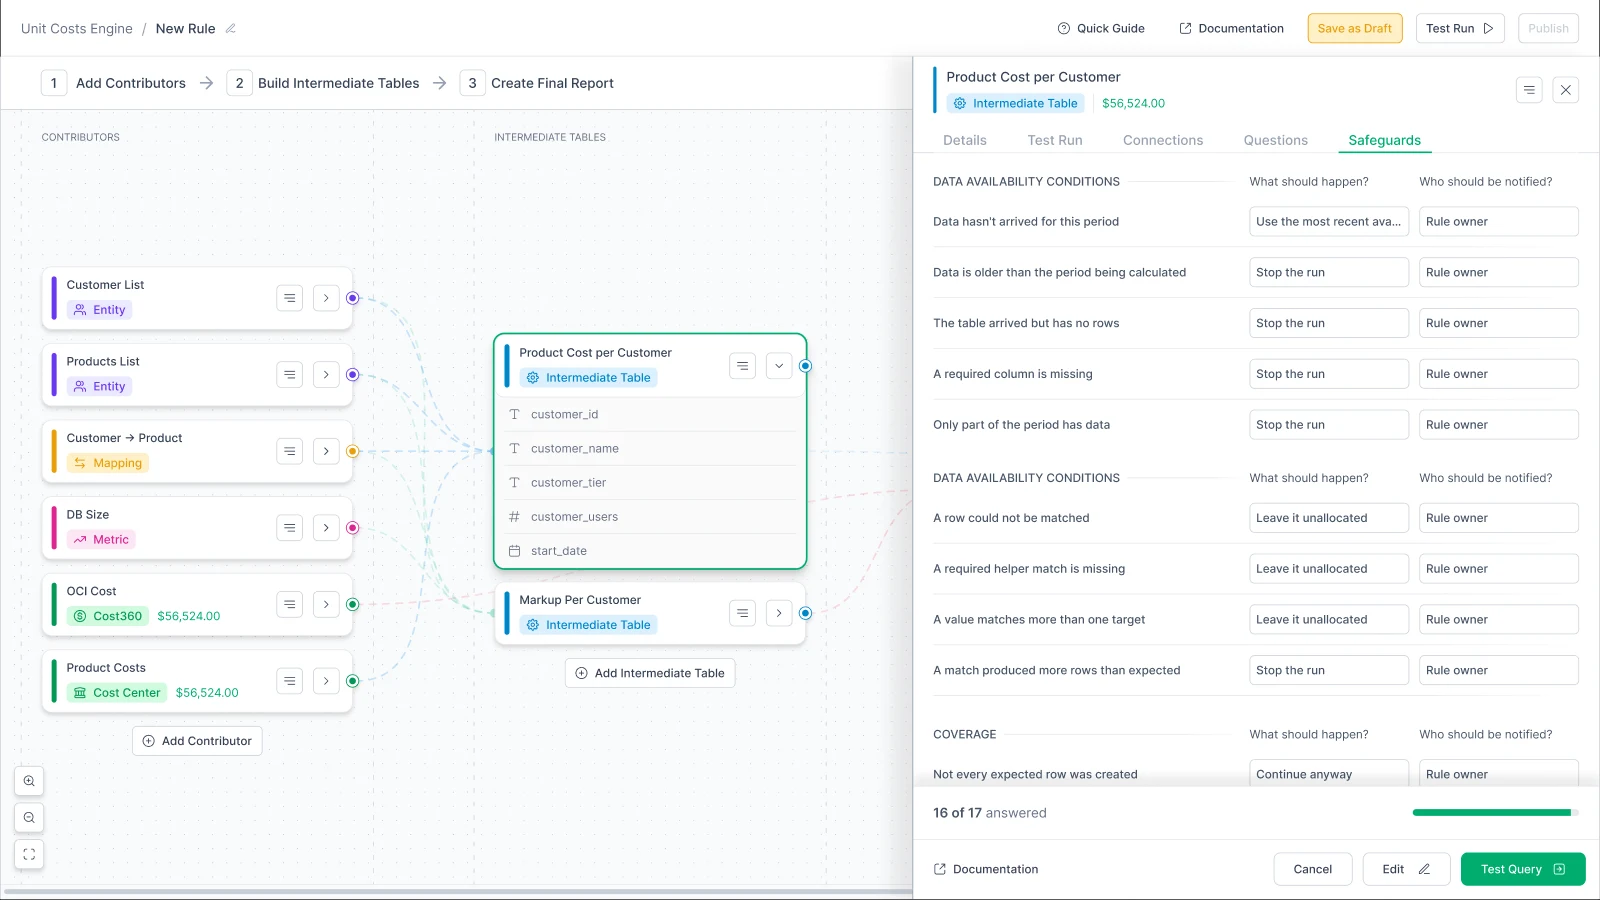 Unit Costs Engine / New Rule
Quick Guide
Documentation
Save as Draft
Test Run
Publish
1 Add Contributors → 2 Build Intermediate Tables → 3 Create Final Report
CONTRIBUTORS
INTERMEDIATE TABLES
Customer List
Entity
Products List
Entity
Customer → Product
Mapping
DB Size
Metric
OCI Cost
Cost360 $56,524.00
Product Costs
Cost Center $56,524.00
Add Contributor
Product Cost per Customer
Intermediate Table
customer_id
customer_name
customer_tier
# customer_users
start_date
Markup Per Customer
Intermediate Table
Add Intermediate Table
Product Cost per Customer
Intermediate Table $56,524.00
Details Test Run Connections Questions Safeguards
DATA AVAILABILITY CONDITIONS What should happen? Who should be notified?
Data hasn't arrived for this period Use the most recent ava... Rule owner
Data is older than the period being calculated Stop the run Rule owner
The table arrived but has no rows Stop the run Rule owner
A required column is missing Stop the run Rule owner
Only part of the period has data Stop the run Rule owner
DATA AVAILABILITY CONDITIONS What should happen? Who should be notified?
A row could not be matched Leave it unallocated Rule owner
A required helper match is missing Leave it unallocated Rule owner
A value matches more than one target Leave it unallocated Rule owner
A match produced more rows than expected Stop the run Rule owner
COVERAGE What should happen? Who should be notified?
Not every expected row was created Continue anyway Rule owner
16 of 17 answered
Documentation
Cancel
Edit
Test Query